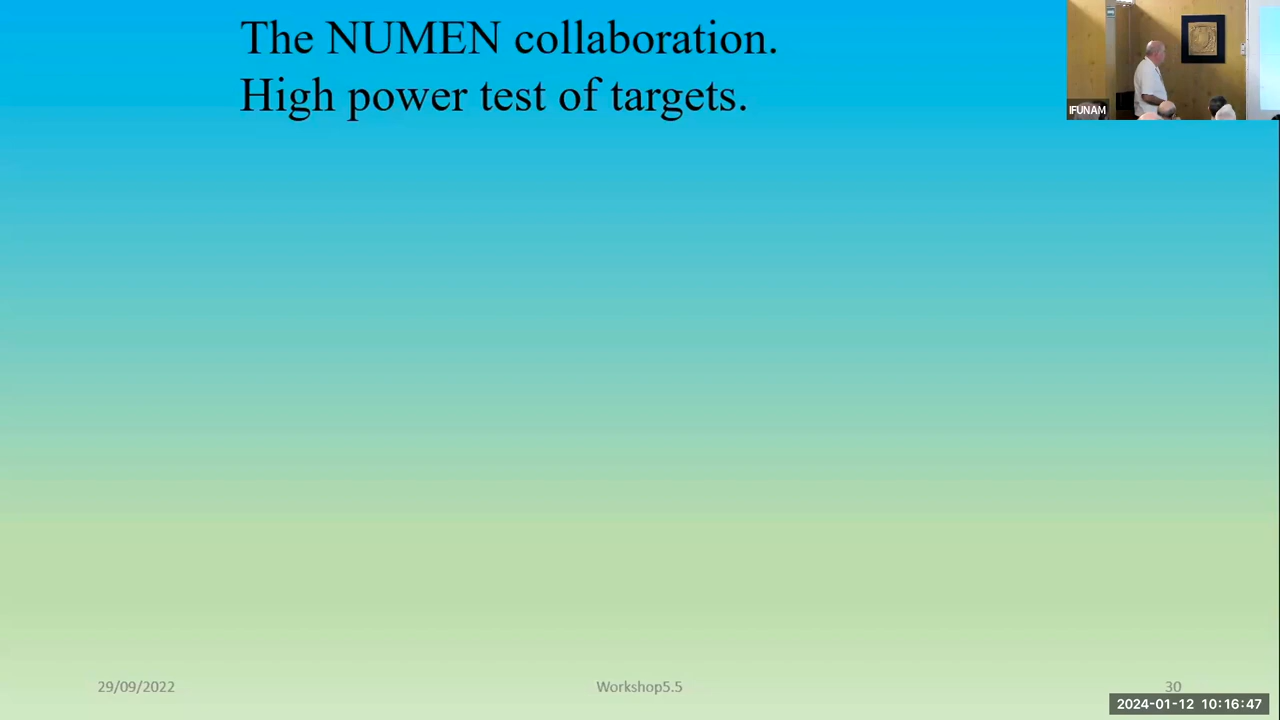 The NUMEN collaboration.
High power test of targets.
IFUNAM
29/09/2022
Workshop5.5
30
2024-01-12 10:16:47